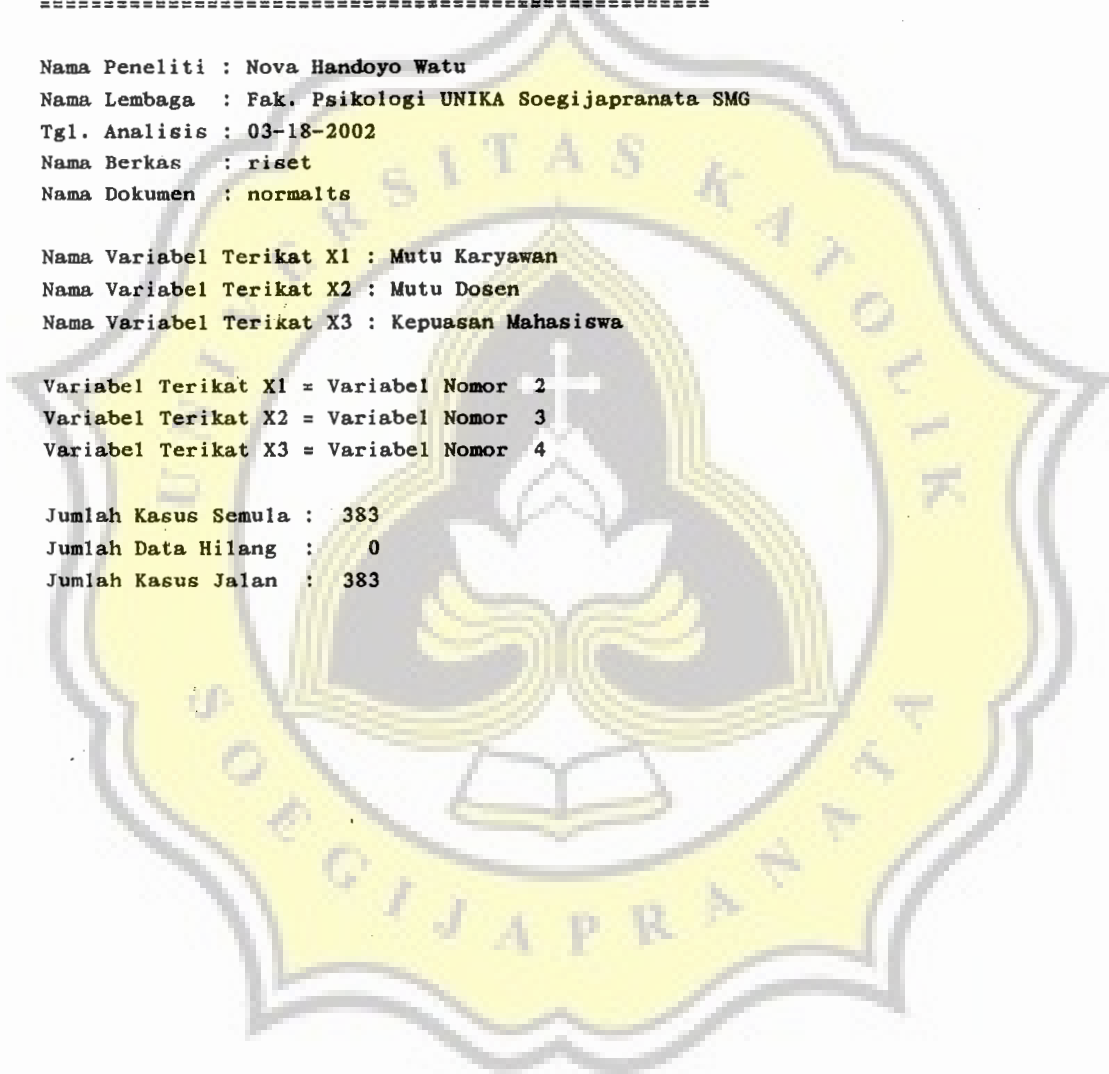 =====================================================
Nama Peneliti : Nova Handoyo Watu
Nama Lembaga : Fak. Psikologi UNIKA Soegijapranata SMG
Tgl. Analisis : 03-18-2002
Nama Berkas : riset
Nama Dokumen : normalts
Nama Variabel Terikat X1 : Mutu Karyawan
Nama Variabel Terikat X2 : Mutu Dosen
Nama Variabel Terikat X3 : Kepuasan Mahasiswa
Variabel Terikat X1 = Variabel Nomor 2
Variabel Terikat X2 = Variabel Nomor 3
Variabel Terikat X3 = Variabel Nomor 4
Jumlah Kasus Semula : 383
Jumlah Data Hilang : 0
Jumlah Kasus Jalan : 383
UNIVERSITAS KATOLIK
SOEGIJAPRANATA